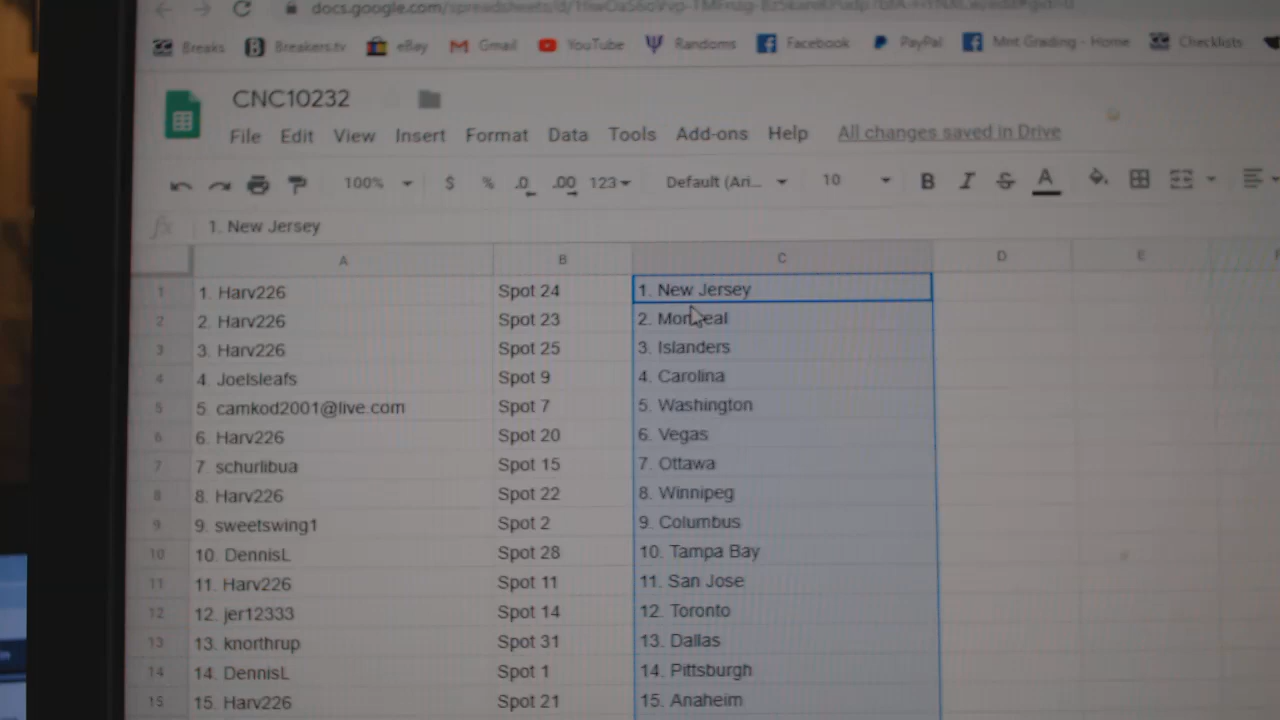 docs.google.com/spreadsheets/d/
Breaks Breakers.tv eBay Gmail YouTube Randoms Facebook PayPal Mnt Grading - Home Checklists
CNC10232
File Edit View Insert Format Data Tools Add-ons Help All changes saved in Drive
100% $ % .0 .00 123 Default (Ari... 10 B I S A
fx 1. New Jersey
A B C D E
1 1. Harv226 Spot 24 1. New Jersey
2 2. Harv226 Spot 23 2. Montreal
3 3. Harv226 Spot 25 3. Islanders
4 4. Joelsleafs Spot 9 4. Carolina
5 5. camkod2001@live.com Spot 7 5. Washington
6 6. Harv226 Spot 20 6. Vegas
7 7. schurlibua Spot 15 7. Ottawa
8 8. Harv226 Spot 22 8. Winnipeg
9 9. sweetswing1 Spot 2 9. Columbus
10 10. DennisL Spot 28 10. Tampa Bay
11 11. Harv226 Spot 11 11. San Jose
12 12. jer12333 Spot 14 12. Toronto
13 13. knorthrup Spot 31 13. Dallas
14 14. DennisL Spot 1 14. Pittsburgh
15 15. Harv226 Spot 21 15. Anaheim